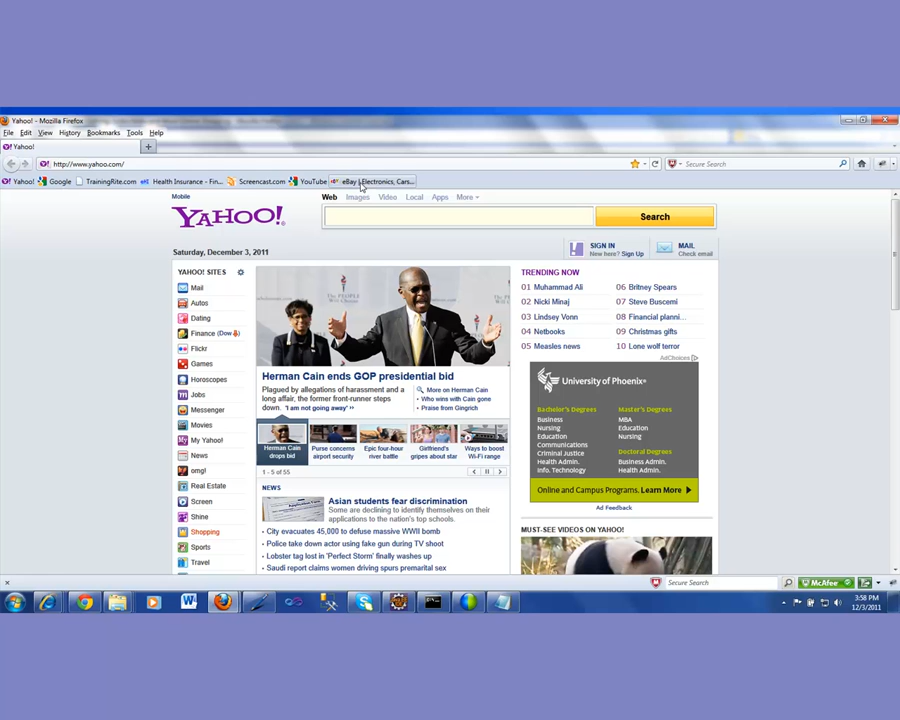 Yahoo! - Mozilla Firefox
File Edit View History Bookmarks Tools Help
Yahoo! +
http://www.yahoo.com/
Secure Search
Yahoo! Google TrainingRite.com Health Insurance - Fin... Screencast.com YouTube eBay | Electronics, Cars...
Mobile
YAHOO!
Web Images Video Local Apps More
Search
Saturday, December 3, 2011
SIGN IN
New here? Sign Up
MAIL
Check email
YAHOO! SITES
Mail
Autos
Dating
Finance (Dow)
Flickr
Games
Horoscopes
Jobs
Messenger
Movies
My Yahoo!
News
omg!
Real Estate
Screen
Shine
Shopping
Sports
Travel
The PEOPLE
Herman Cain ends GOP presidential bid
Plagued by allegations of harassment and a
long affair, the former front-runner steps
down. 'I am not going away' ››
More on Herman Cain
Who wins with Cain gone
Praise from Gingrich
Herman Cain drops bid
Purse concerns airport security
Epic four-hour river battle
Girlfriend's gripes about star
Ways to boost Wi-Fi range
1 - 5 of 55
NEWS
Asian students fear discrimination
Some are declining to identify themselves on their
applications to the nation's top schools.
City evacuates 45,000 to defuse massive WWII bomb
Police take down actor using fake gun during TV shoot
Lobster tag lost in 'Perfect Storm' finally washes up
Saudi report claims women driving spurs premarital sex
TRENDING NOW
01 Muhammad Ali
02 Nicki Minaj
03 Lindsey Vonn
04 Netbooks
05 Measles news
06 Britney Spears
07 Steve Buscemi
08 Financial planni...
09 Christmas gifts
10 Lone wolf terror
AdChoices
University of Phoenix®
Bachelor's Degrees
Business
Nursing
Education
Communications
Criminal Justice
Health Admin.
Info. Technology
Master's Degrees
MBA
Education
Nursing
Doctoral Degrees
Business Admin.
Health Admin.
Online and Campus Programs. Learn More
Ad Feedback
MUST-SEE VIDEOS ON YAHOO!
Secure Search
McAfee
3:58 PM
12/3/2011